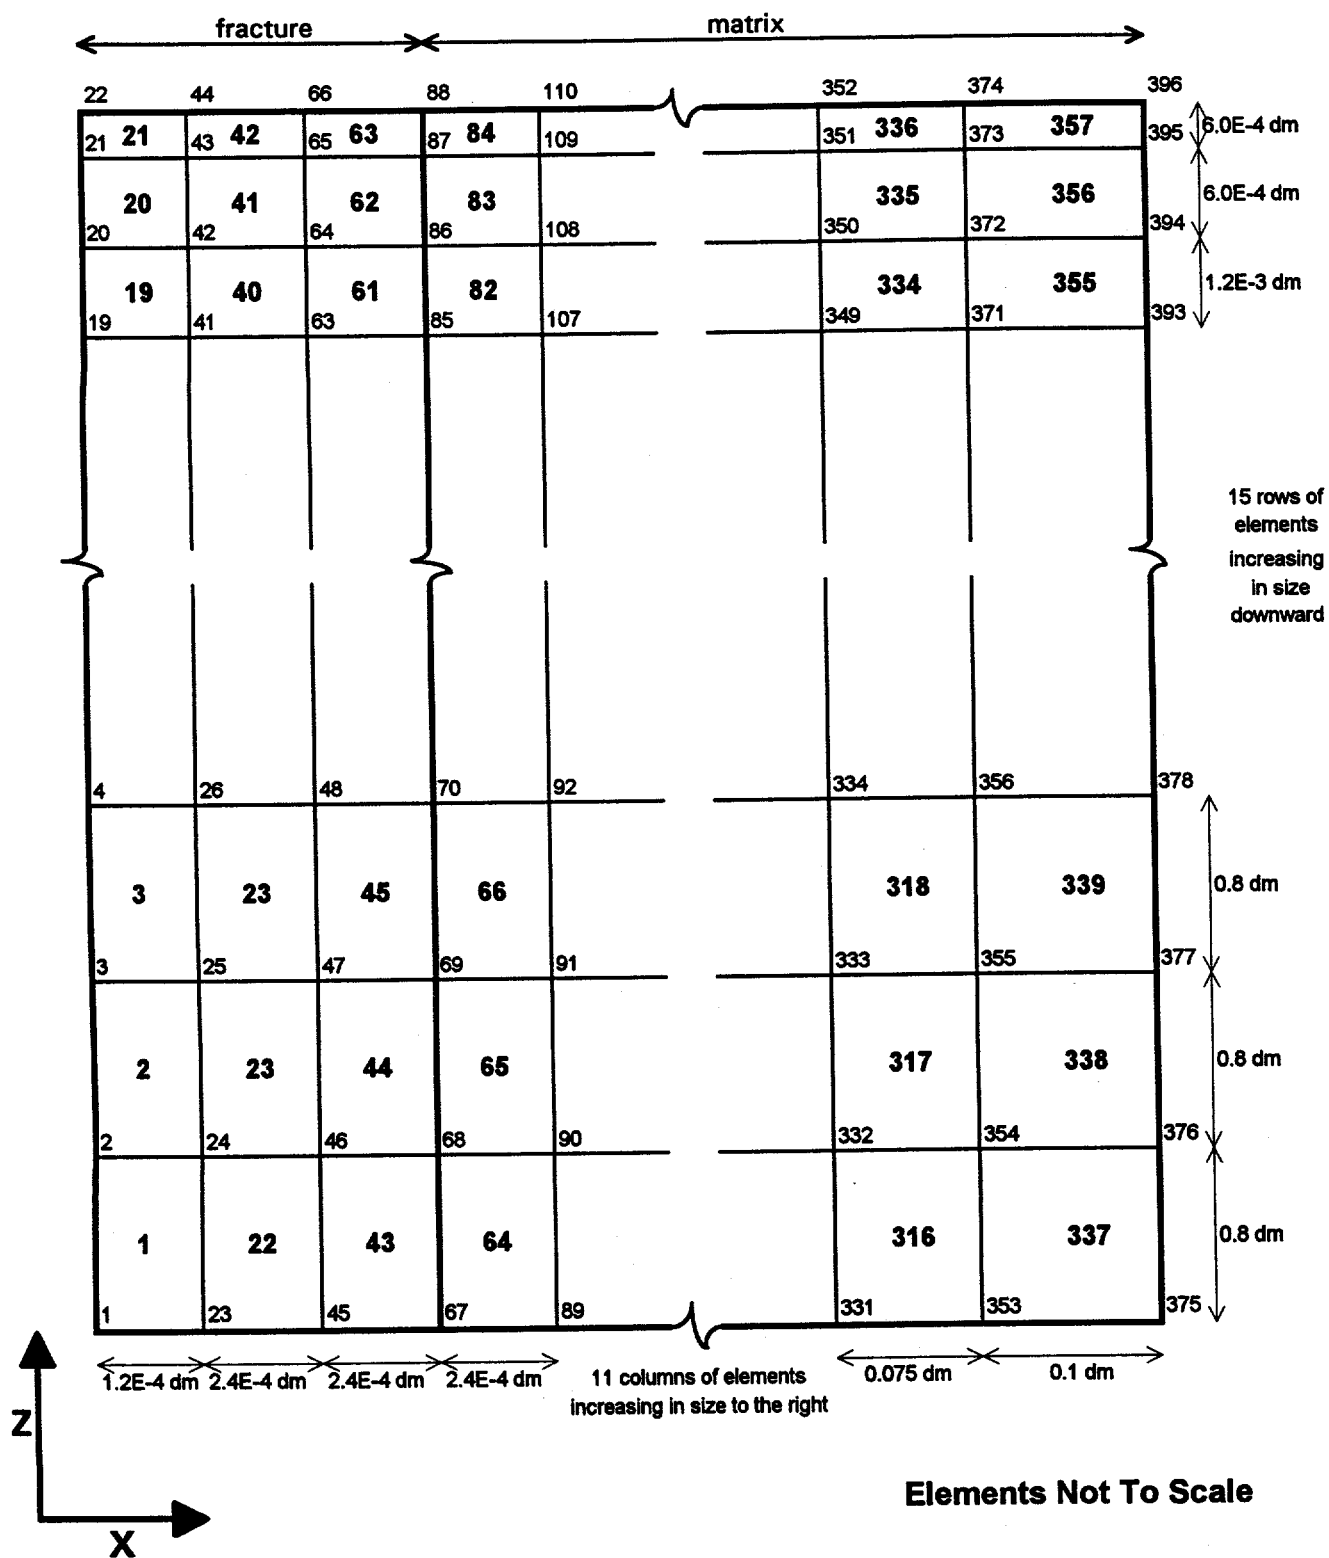 fracture matrix
22 44 66 88 110 352 374 396
21 21 43 42 65 63 87 84 109 351 336 373 357 395 6.0E-4 dm
20 41 62 83 335 356 6.0E-4 dm
20 42 64 86 108 350 372 394
19 40 61 82 334 355 1.2E-3 dm
19 41 63 85 107 349 371 393
15 rows of
elements
increasing
in size
downward
4 26 48 70 92 334 356 378
3 23 45 66 318 339 0.8 dm
3 25 47 69 91 333 355 377
2 23 44 65 317 338 0.8 dm
2 24 46 68 90 332 354 376
1 22 43 64 316 337 0.8 dm
1 23 45 67 89 331 353 375
1.2E-4 dm 2.4E-4 dm 2.4E-4 dm 2.4E-4 dm 11 columns of elements 0.075 dm 0.1 dm
increasing in size to the right
Z
X
Elements Not To Scale